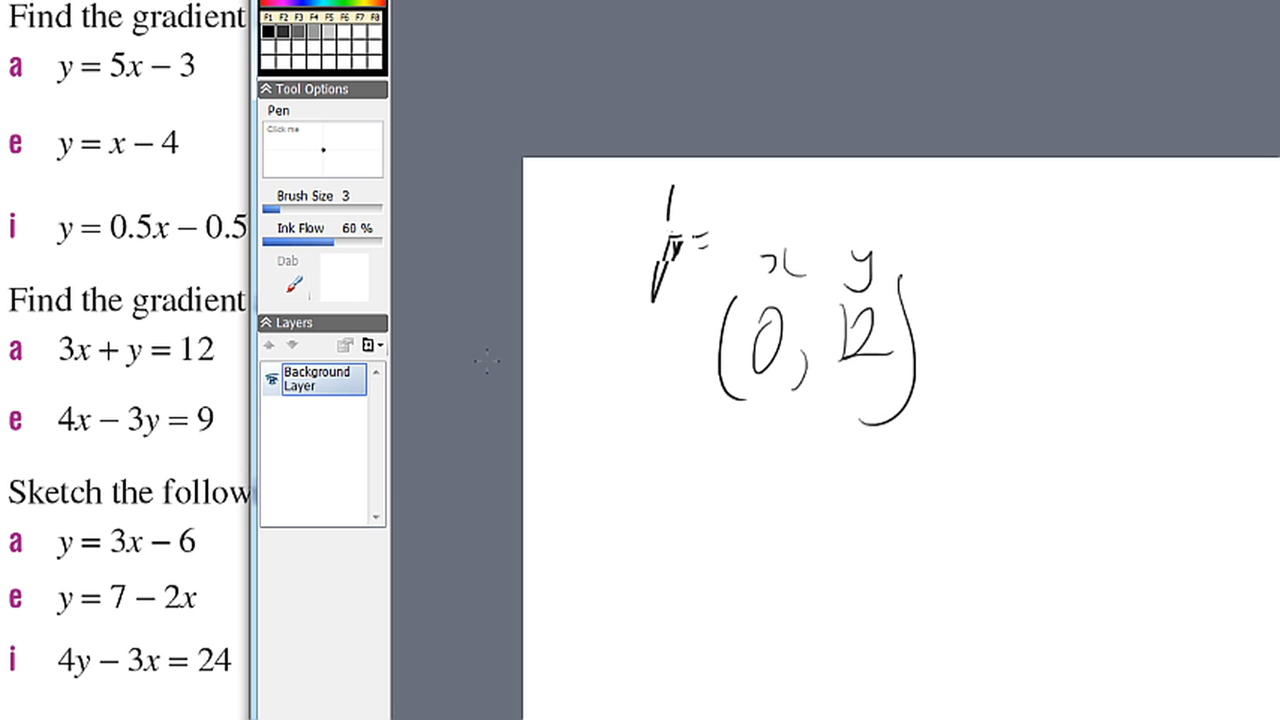 Find the gradient
a y = 5x − 3
e y = x − 4
i y = 0.5x − 0.5
Find the gradient
a 3x + y = 12
e 4x − 3y = 9
Sketch the follow
a y = 3x − 6
e y = 7 − 2x
i 4y − 3x = 24
F1 F2 F3 F4 F5 F6 F7 F8
Tool Options
Pen
Click me
Brush Size 3
Ink Flow 60 %
Dab
Layers
Background
Layer
=
x y
(0, 12)